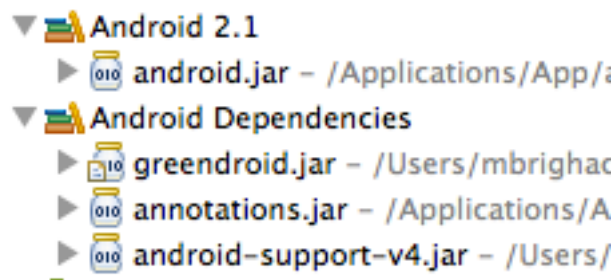 Android 2.1
android.jar – /Applications/App/a
Android Dependencies
greendroid.jar – /Users/mbrighac
annotations.jar – /Applications/A
android-support-v4.jar – /Users/